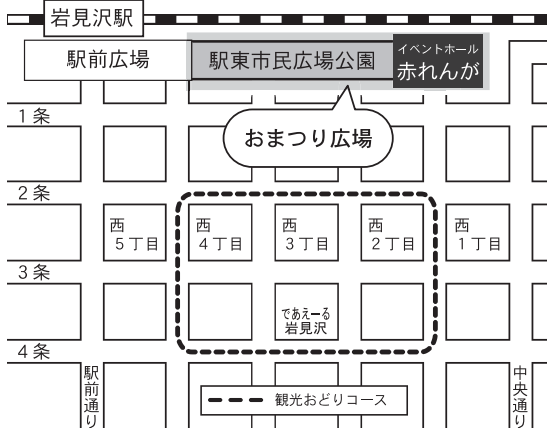 岩見沢駅
駅前広場
駅東市民広場公園
イベントホール
赤れんが
おまつり広場
1条
2条
西
5丁目
西
4丁目
西
3丁目
西
2丁目
西
1丁目
3条
であえーる
岩見沢
4条
駅前通り
中央通り
観光おどりコース